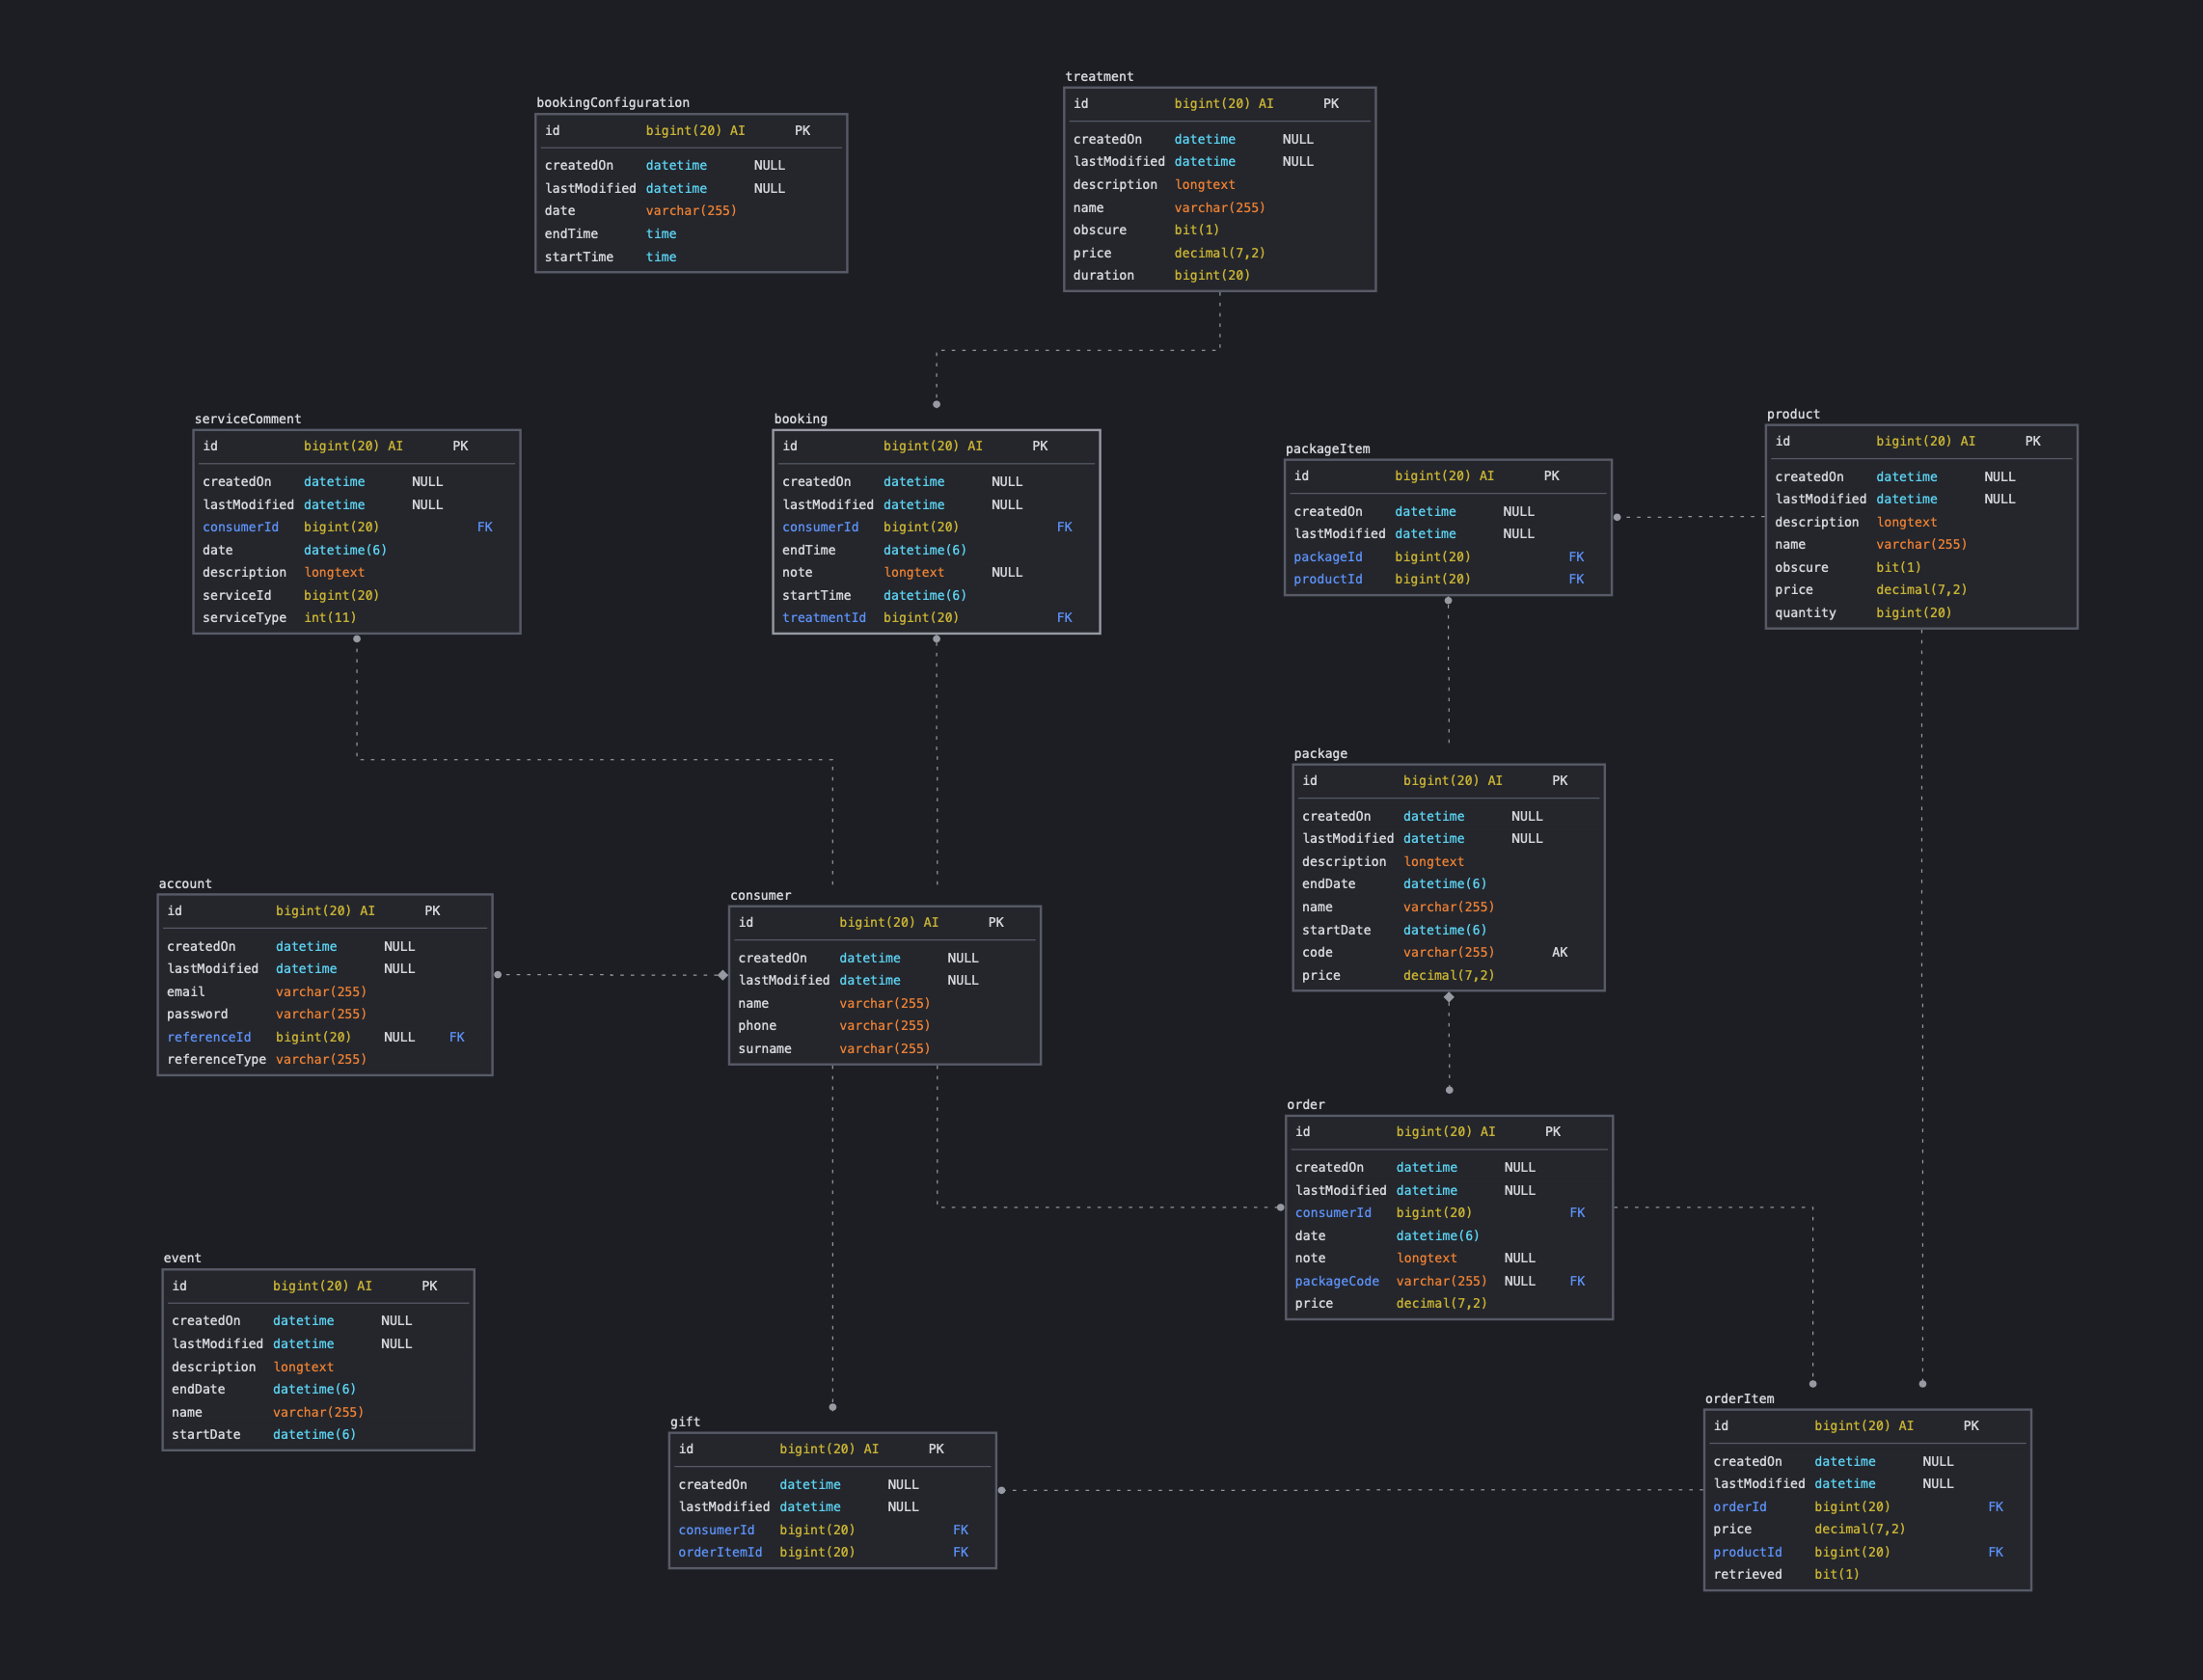 treatment
id bigint(20) AI PK
createdOn datetime NULL
lastModified datetime NULL
description longtext
name varchar(255)
obscure bit(1)
price decimal(7,2)
duration bigint(20)
bookingConfiguration
id bigint(20) AI PK
createdOn datetime NULL
lastModified datetime NULL
date varchar(255)
endTime time
startTime time
serviceComment
id bigint(20) AI PK
createdOn datetime NULL
lastModified datetime NULL
consumerId bigint(20) FK
date datetime(6)
description longtext
serviceId bigint(20)
serviceType int(11)
booking
id bigint(20) AI PK
createdOn datetime NULL
lastModified datetime NULL
consumerId bigint(20) FK
endTime datetime(6)
note longtext NULL
startTime datetime(6)
treatmentId bigint(20) FK
packageItem
id bigint(20) AI PK
createdOn datetime NULL
lastModified datetime NULL
packageId bigint(20) FK
productId bigint(20) FK
product
id bigint(20) AI PK
createdOn datetime NULL
lastModified datetime NULL
description longtext
name varchar(255)
obscure bit(1)
price decimal(7,2)
quantity bigint(20)
package
id bigint(20) AI PK
createdOn datetime NULL
lastModified datetime NULL
description longtext
endDate datetime(6)
name varchar(255)
startDate datetime(6)
code varchar(255) AK
price decimal(7,2)
account
id bigint(20) AI PK
createdOn datetime NULL
lastModified datetime NULL
email varchar(255)
password varchar(255)
referenceId bigint(20) NULL FK
referenceType varchar(255)
consumer
id bigint(20) AI PK
createdOn datetime NULL
lastModified datetime NULL
name varchar(255)
phone varchar(255)
surname varchar(255)
order
id bigint(20) AI PK
createdOn datetime NULL
lastModified datetime NULL
consumerId bigint(20) FK
date datetime(6)
note longtext NULL
packageCode varchar(255) NULL FK
price decimal(7,2)
event
id bigint(20) AI PK
createdOn datetime NULL
lastModified datetime NULL
description longtext
endDate datetime(6)
name varchar(255)
startDate datetime(6)
gift
id bigint(20) AI PK
createdOn datetime NULL
lastModified datetime NULL
consumerId bigint(20) FK
orderItemId bigint(20) FK
orderItem
id bigint(20) AI PK
createdOn datetime NULL
lastModified datetime NULL
orderId bigint(20) FK
price decimal(7,2)
productId bigint(20) FK
retrieved bit(1)